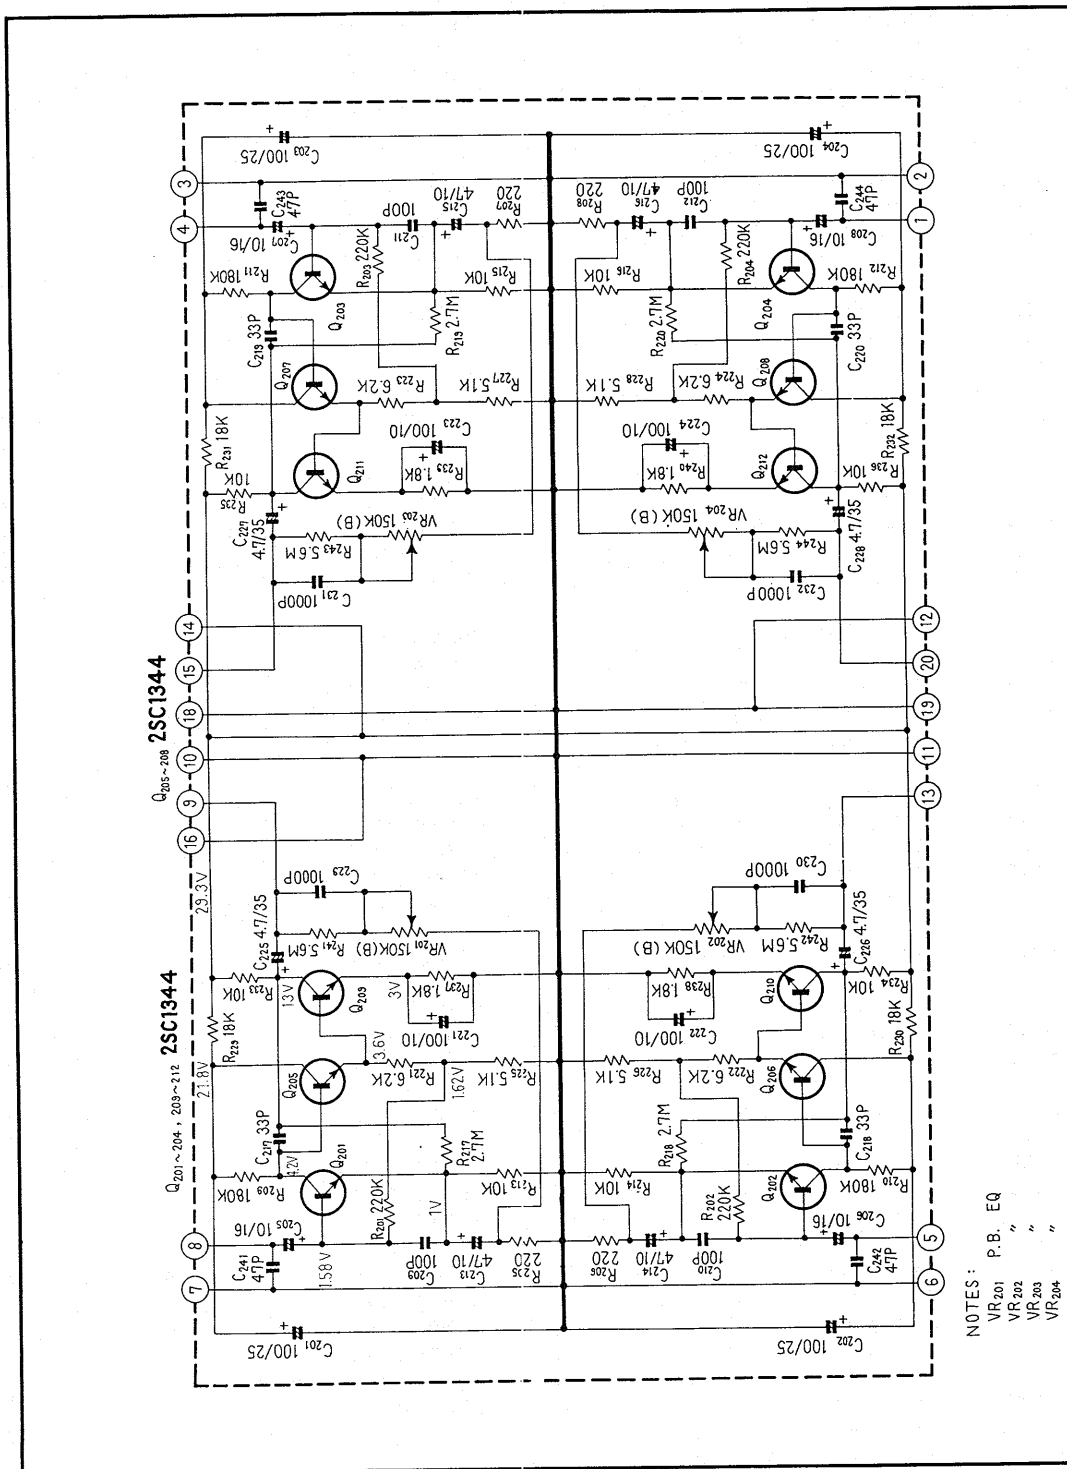 C203 100/25
C204 100/25
3
2
C243 47P
C244 47P
4
1
C207 10/16
C208 10/16
R211 180K
R212 180K
C211 100P
C212 100P
C215 47/10
C216 47/10
R207 220
R208 220
R203 220K
R204 220K
Q203
Q204
R215 10K
R216 10K
R219 2.7M
R220 2.7M
C219 33P
C220 33P
Q207
Q208
R223 6.2K
R224 6.2K
R227 5.1K
R228 5.1K
R231 18K
R232 18K
C223 100/10
C224 100/10
Q211
Q212
R239 1.8K
R240 1.8K
R235 10K
R236 10K
C227 4.7/35
C228 4.7/35
R243 5.6M
R244 5.6M
VR203 150K(B)
VR204 150K(B)
C231 1000P
C232 1000P
14
12
15
20
18
19
10
11
9
13
16
Q205~208 2SC1344
Q201~204, 209~212 2SC1344
29.3V
21.8V
C229 1000P
C230 1000P
R241 5.6M
R242 5.6M
VR201 150K(B)
VR202 150K(B)
C225 4.7/35
C226 4.7/35
R233 10K
R234 10K
13V
Q209
Q210
3V
R237 1.8K
R238 1.8K
C221 100/10
C222 100/10
R229 18K
R230 18K
3.6V
Q205
Q206
R221 6.2K
R222 6.2K
1.62V
R225 5.1K
R226 5.1K
C217 33P
C218 33P
4.2V
R217 2.7M
R218 2.7M
Q201
Q202
R209 180K
R210 180K
R213 10K
R214 10K
1V
R201 220K
R202 220K
8
5
C205 10/16
C206 10/16
1.58V
C209 100P
C210 100P
C213 47/10
C214 47/10
R235 220
R206 220
C241 47P
C242 47P
7
6
C201 100/25
C202 100/25
NOTES:
VR201 P.B. EQ
VR202 "
VR203 "
VR204 "